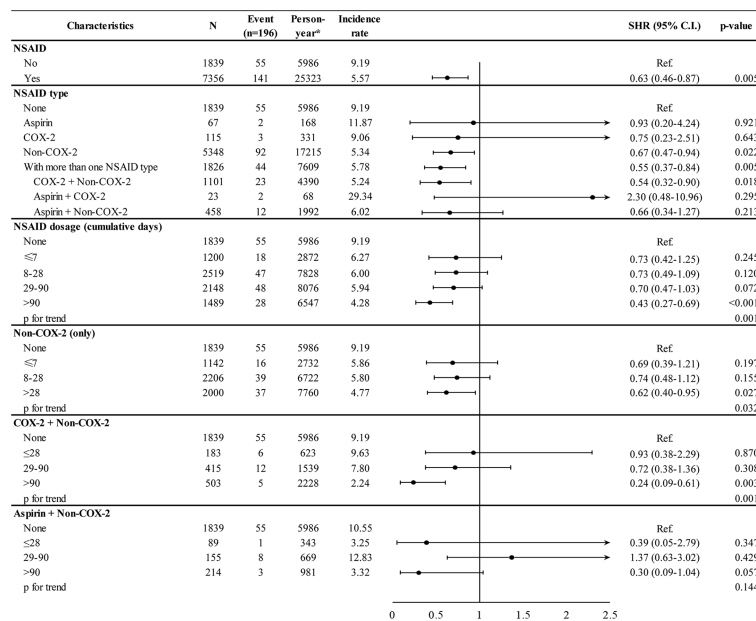 Characteristics N Event (n=196) Person-year* Incidence rate SHR (95% C.I.) p-value
NSAID
No 1839 55 5986 9.19 Ref.
Yes 7356 141 25323 5.57 0.63 (0.46-0.87) 0.005
NSAID type
None 1839 55 5986 9.19 Ref.
Aspirin 67 2 168 11.87 0.93 (0.20-4.24) 0.921
COX-2 115 3 331 9.06 0.75 (0.23-2.51) 0.643
Non-COX-2 5348 92 17215 5.34 0.67 (0.47-0.94) 0.022
With more than one NSAID type 1826 44 7609 5.78 0.55 (0.37-0.84) 0.005
COX-2 + Non-COX-2 1101 23 4390 5.24 0.54 (0.32-0.90) 0.018
Aspirin + COX-2 23 2 68 29.34 2.30 (0.48-10.96) 0.295
Aspirin + Non-COX-2 458 12 1992 6.02 0.66 (0.34-1.27) 0.213
NSAID dosage (cumulative days)
None 1839 55 5986 9.19 Ref.
⩽7 1200 18 2872 6.27 0.73 (0.42-1.25) 0.245
8-28 2519 47 7828 6.00 0.73 (0.49-1.09) 0.120
29-90 2148 48 8076 5.94 0.70 (0.47-1.03) 0.072
>90 1489 28 6547 4.28 0.43 (0.27-0.69) <0.001
p for trend 0.001
Non-COX-2 (only)
None 1839 55 5986 9.19 Ref.
⩽7 1142 16 2732 5.86 0.69 (0.39-1.21) 0.197
8-28 2206 39 6722 5.80 0.74 (0.48-1.12) 0.155
>28 2000 37 7760 4.77 0.62 (0.40-0.95) 0.027
p for trend 0.032
COX-2 + Non-COX-2
None 1839 55 5986 9.19 Ref.
≤28 183 6 623 9.63 0.93 (0.38-2.29) 0.870
29-90 415 12 1539 7.80 0.72 (0.38-1.36) 0.308
>90 503 5 2228 2.24 0.24 (0.09-0.61) 0.003
p for trend 0.001
Aspirin + Non-COX-2
None 1839 55 5986 10.55 Ref.
≤28 89 1 343 3.25 0.39 (0.05-2.79) 0.347
29-90 155 8 669 12.83 1.37 (0.63-3.02) 0.429
>90 214 3 981 3.32 0.30 (0.09-1.04) 0.057
p for trend 0.144
0 0.5 1 1.5 2 2.5